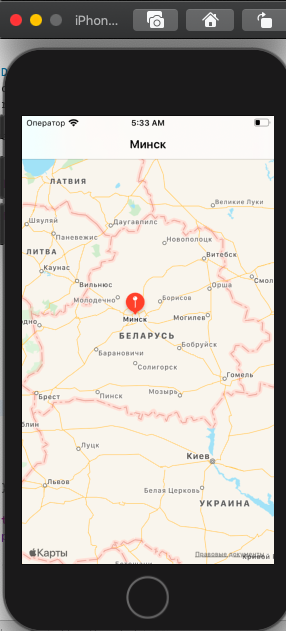 iPhon...
Оператор
5:33 AM
Минск
ЛАТВИЯ
Великие Луки
Шяуляй
Даугавпилс
Паневежис
Новополоцк
ЛИТВА
Витебск
Каунас
Вильнюс
Орша
Смол
Молодечно
Борисов
Минск
Могилев
дно
БЕЛАРУСЬ
Барановичи
Бобруйск
Солигорск
Гомель
Брест
Пинск
Мозырь
блин
Луцк
Киев
Львов
Белая Церковь
УКРАИНА
Карты
Правовые документы
Кривой